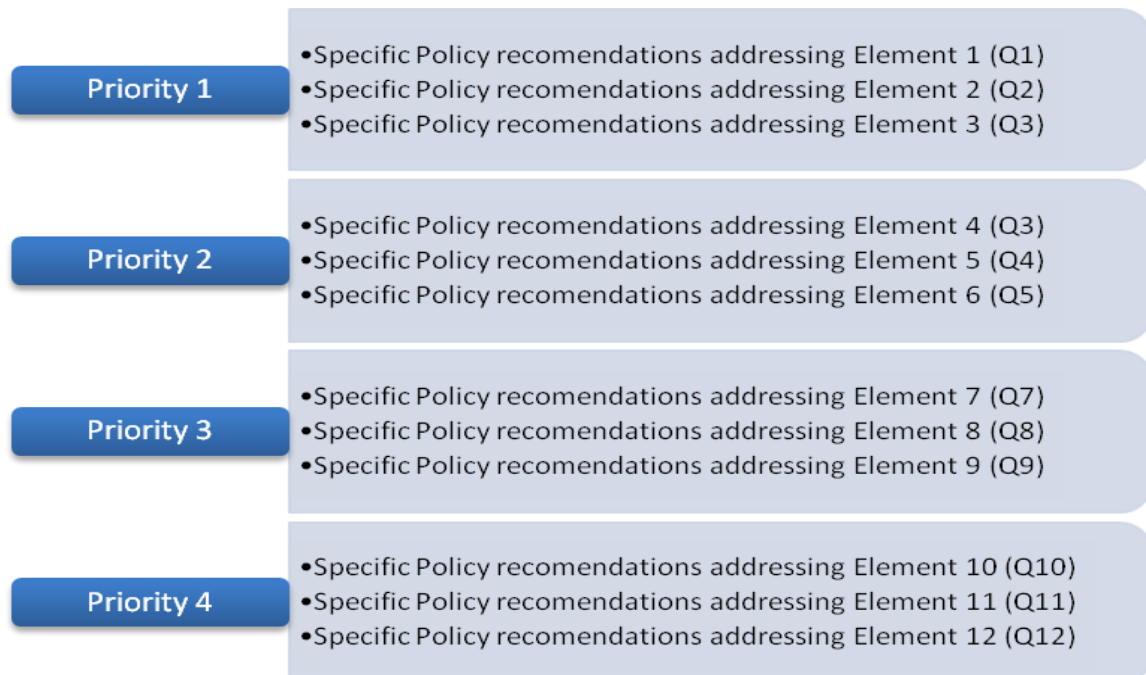 Priority 1
•Specific Policy recomendations addressing Element 1 (Q1)
•Specific Policy recomendations addressing Element 2 (Q2)
•Specific Policy recomendations addressing Element 3 (Q3)
Priority 2
•Specific Policy recomendations addressing Element 4 (Q3)
•Specific Policy recomendations addressing Element 5 (Q4)
•Specific Policy recomendations addressing Element 6 (Q5)
Priority 3
•Specific Policy recomendations addressing Element 7 (Q7)
•Specific Policy recomendations addressing Element 8 (Q8)
•Specific Policy recomendations addressing Element 9 (Q9)
Priority 4
•Specific Policy recomendations addressing Element 10 (Q10)
•Specific Policy recomendations addressing Element 11 (Q11)
•Specific Policy recomendations addressing Element 12 (Q12)